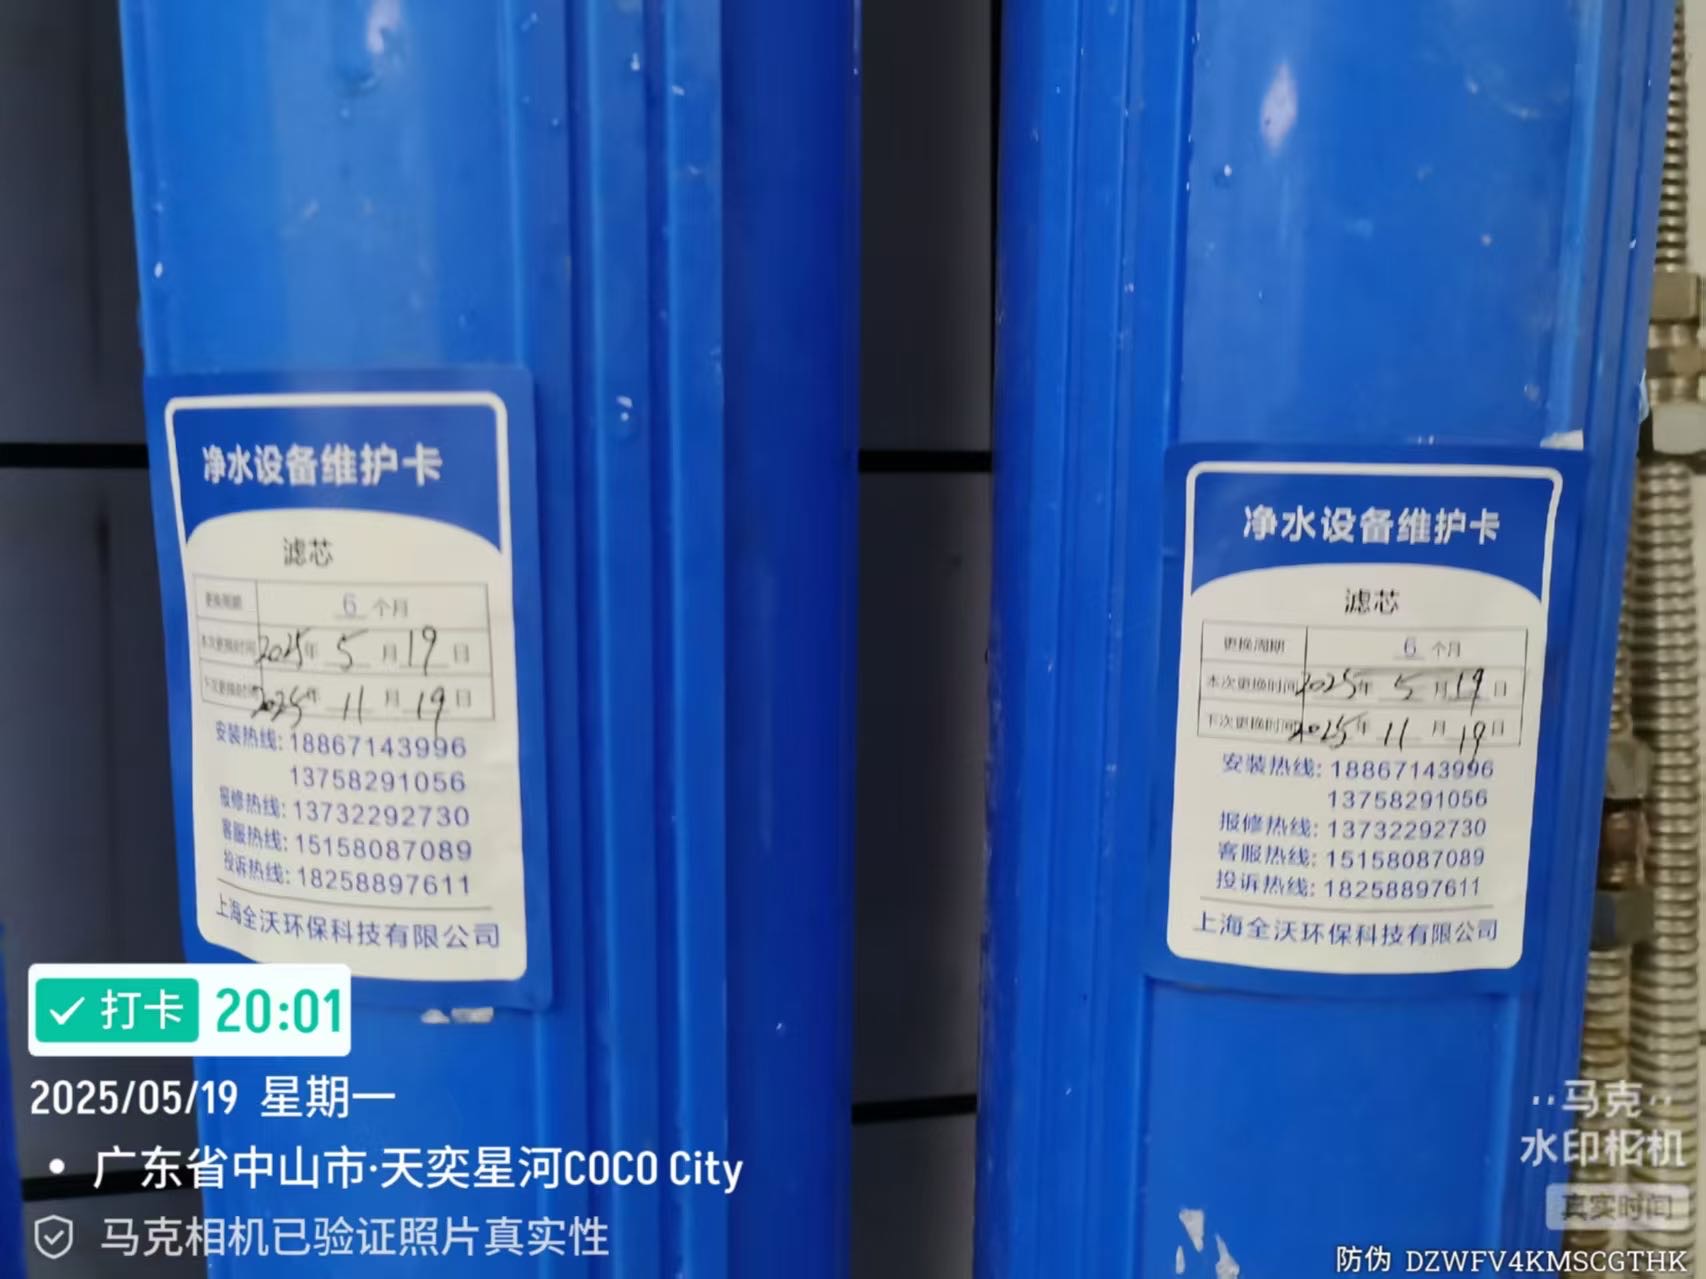 净水设备维护卡
滤芯
更换周期 6 个月
本次更换时间 2025年 5 月 19 日
下次更换时间 2025年 11 月 19 日
安装热线: 18867143996
13758291056
报修热线: 13732292730
客服热线: 15158087089
投诉热线: 18258897611
上海全沃环保科技有限公司
净水设备维护卡
滤芯
更换周期 6 个月
本次更换时间 2025年 5 月 19 日
下次更换时间 2025年 11 月 19 日
安装热线: 18867143996
13758291056
报修热线: 13732292730
客服热线: 15158087089
投诉热线: 18258897611
上海全沃环保科技有限公司
打卡 20:01
2025/05/19 星期一
广东省中山市·天奕星河COCO City
马克相机已验证照片真实性
马克
水印相机
真实时间
防伪 DZWFV4KMSCGTHK